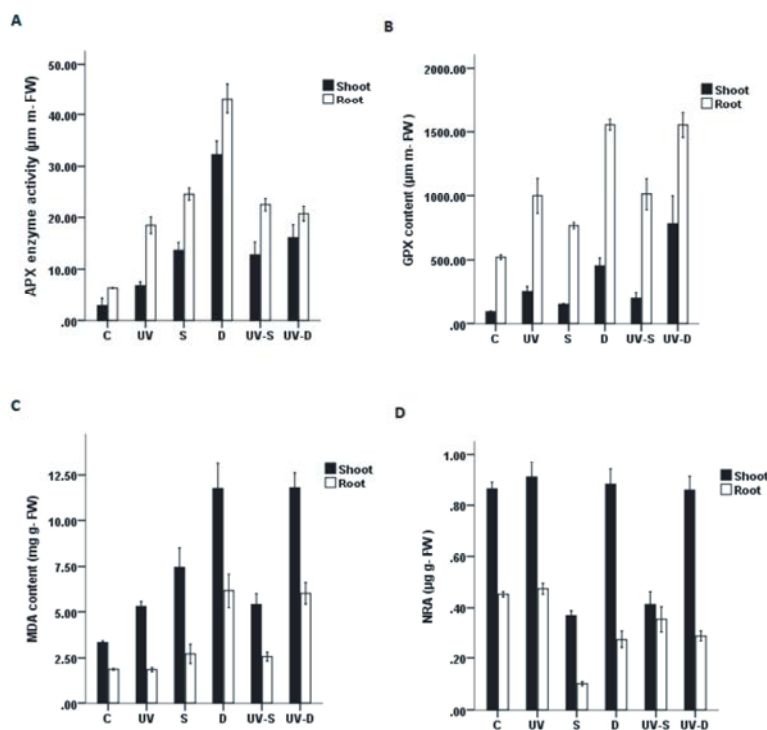 A
APX enzyme activity (µm m- FW)
50.00
40.00
30.00
20.00
10.00
.00
C UV S D UV-S UV-D
Shoot
Root
B
GPX content (µm m- FW)
2000.00
1500.00
1000.00
500.00
.00
C UV S D UV-S UV-D
Shoot
Root
C
MDA content (mg g- FW)
12.50
10.00
7.50
5.00
2.50
.00
C UV S D UV-S UV-D
Shoot
Root
D
NRA (µg g- FW )
1.00
.80
.60
.40
.20
.00
C UV S D UV-S UV-D
Shoot
Root